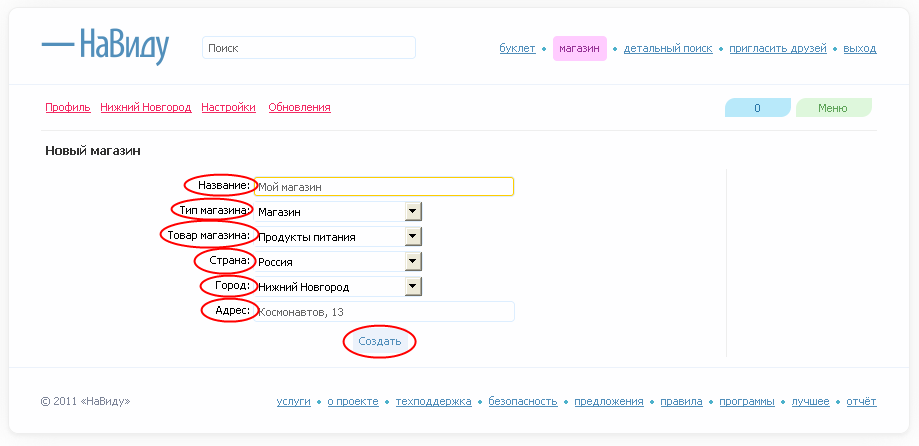 — НаВиду Поиск буклет • магазин • детальный поиск • пригласить друзей • выход
Профиль Нижний Новгород Настройки Обновления 0 Меню
Новый магазин
Название: Мой магазин
Тип магазина: Магазин
Товар магазина: Продукты питания
Страна: Россия
Город: Нижний Новгород
Адрес: Космонавтов, 13
Создать
© 2011 «НаВиду» услуги • о проекте • техподдержка • безопасность • предложения • правила • программы • лучшее • отчёт